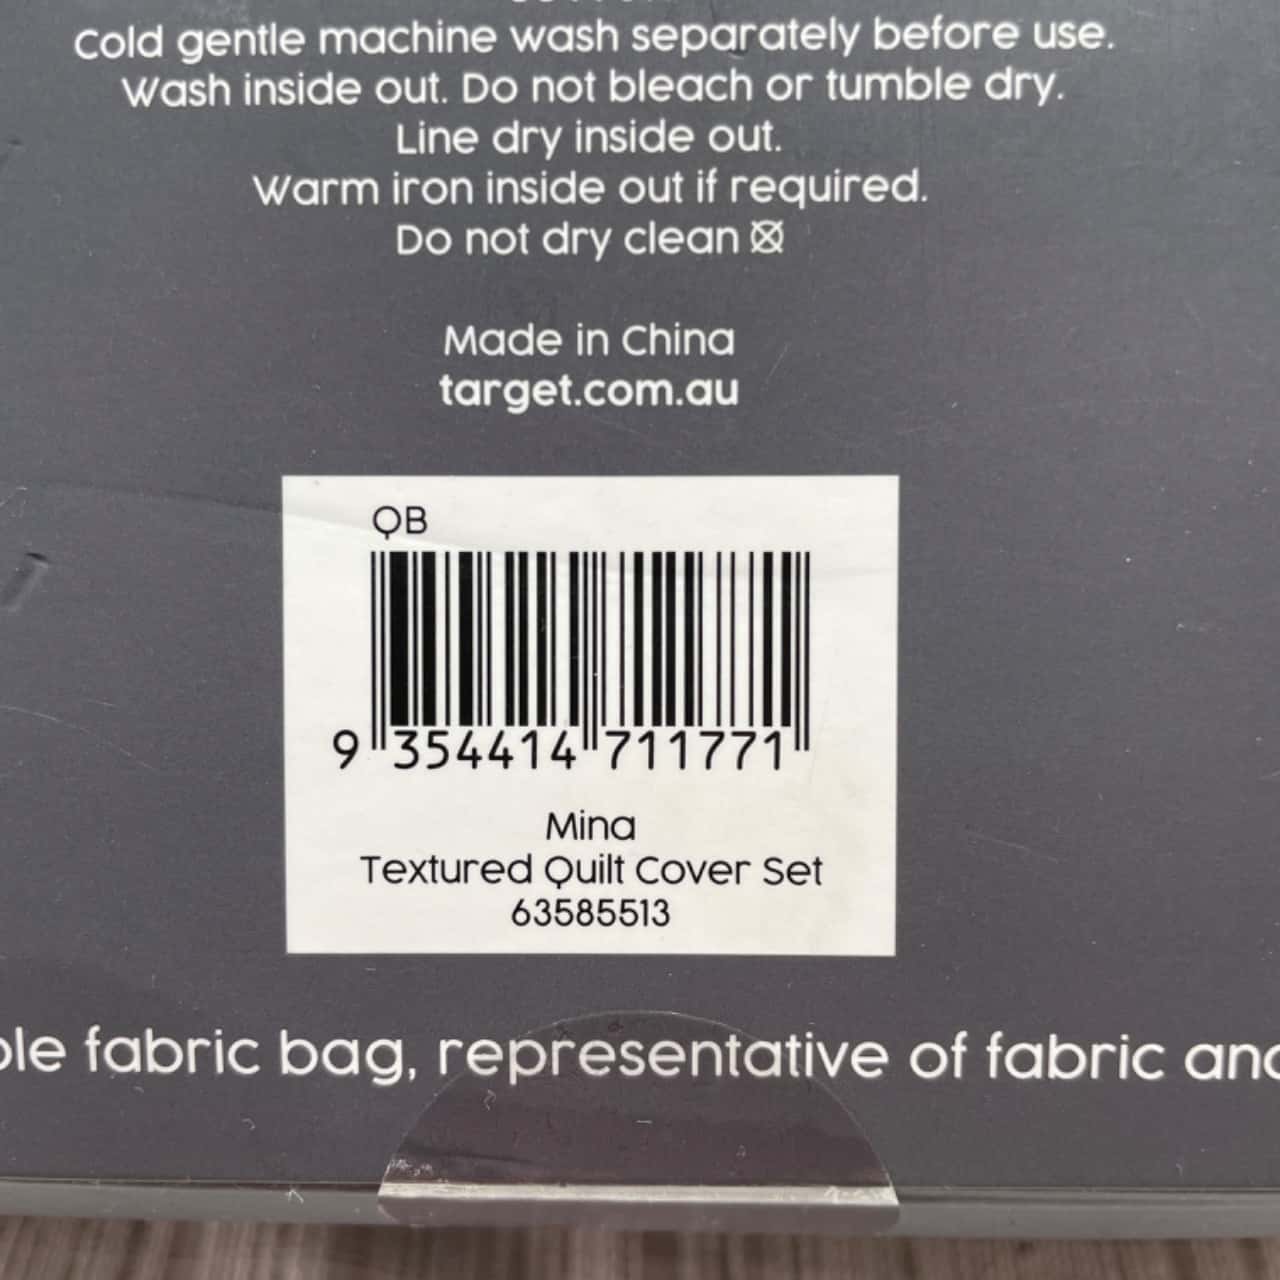 Cold gentle machine wash separately before use.
Wash inside out. Do not bleach or tumble dry.
Line dry inside out.
Warm iron inside out if required.
Do not dry clean
Made in China
target.com.au
QB
9 354414 711771
Mina
Textured Quilt Cover Set
63585513
fabric bag, representative of fabric